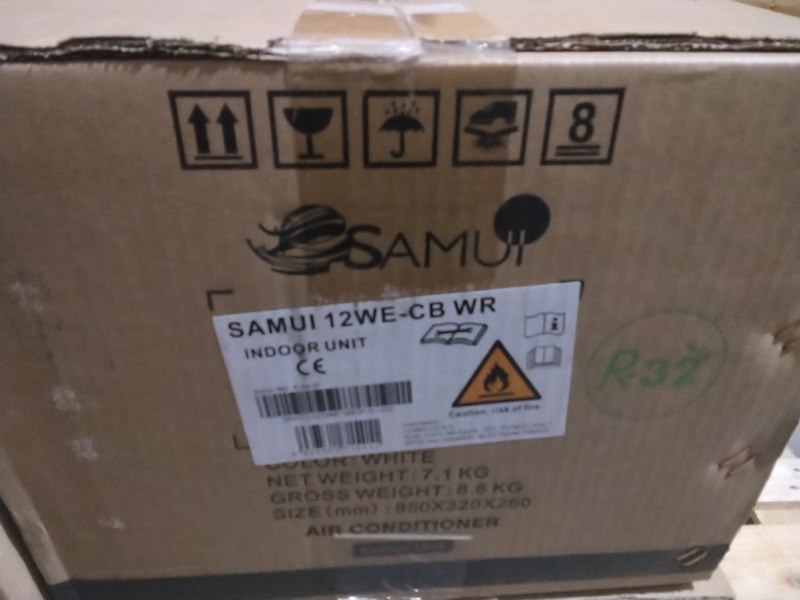 8
SAMUI
SAMUI 12WE-CB WR
INDOOR UNIT
CE
R32
Caution, risk of fire
COLOR: WHITE
NET WEIGHT: 7.1 KG
GROSS WEIGHT: 8.6 KG
SIZE (mm): 850X320X260
AIR CONDITIONER